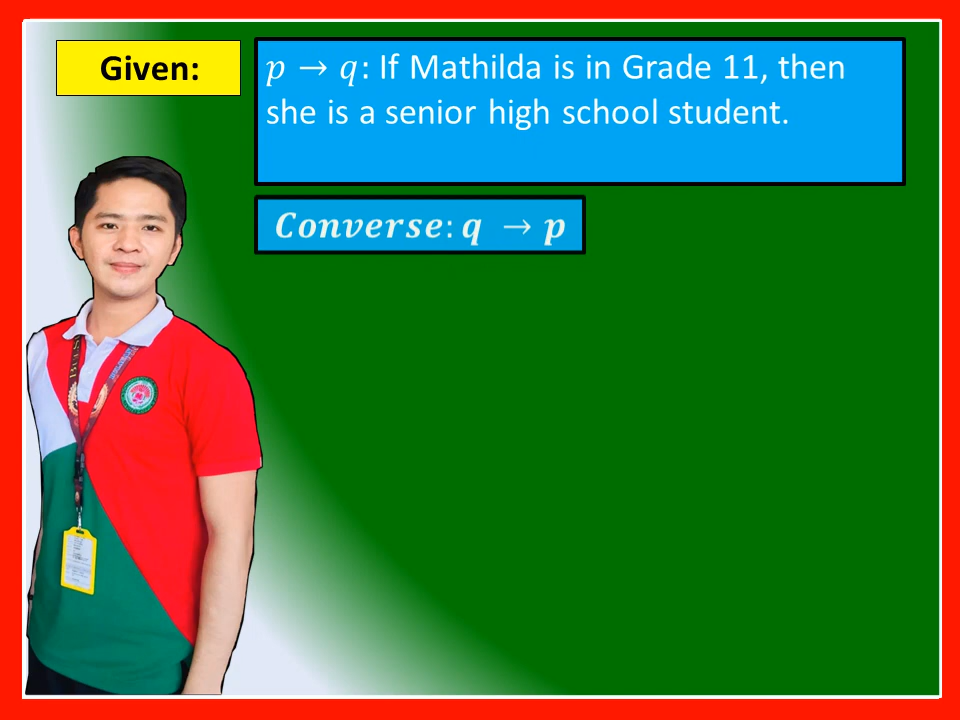 Given:
𝑝 → 𝑞: If Mathilda is in Grade 11, then
she is a senior high school student.
𝑪𝒐𝒏𝒗𝒆𝒓𝒔𝒆: 𝒒 → 𝒑